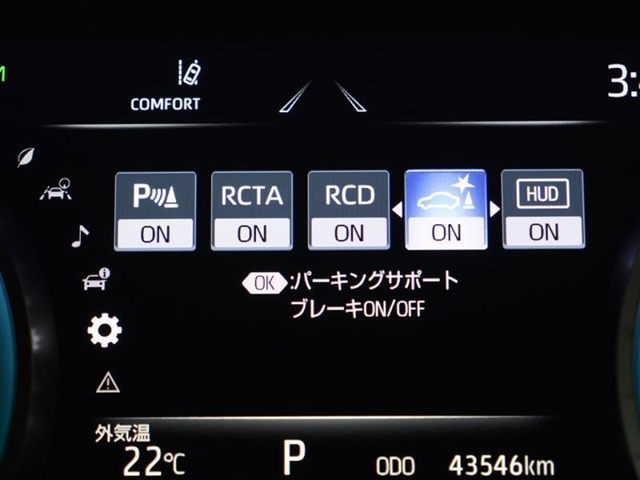 COMFORT
3:
P RCTA RCD HUD
ON ON ON ON ON
OK :パーキングサポート
ブレーキON/OFF
外気温
22℃ P ODO 43546km